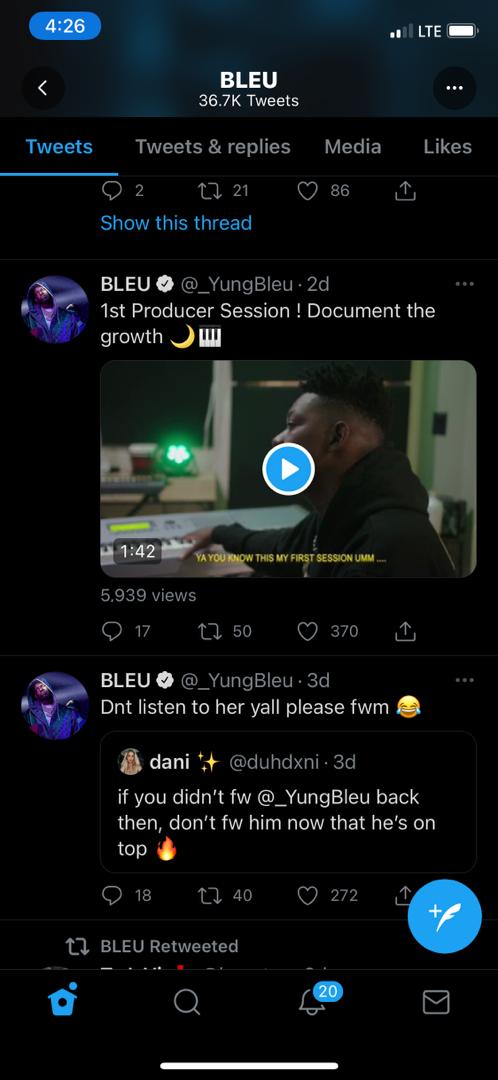 4:26
LTE
BLEU
36.7K Tweets
Tweets Tweets & replies Media Likes
2 21 86
Show this thread
BLEU @_YungBleu · 2d
1st Producer Session ! Document the
growth 🌙🎹
1:42
YA YOU KNOW THIS MY FIRST SESSION UMM ....
5,939 views
17 50 370
BLEU @_YungBleu · 3d
Dnt listen to her yall please fwm 😂
dani ✨ @duhdxni · 3d
if you didn’t fw @_YungBleu back
then, don’t fw him now that he’s on
top 🔥
18 40 272
BLEU Retweeted
20